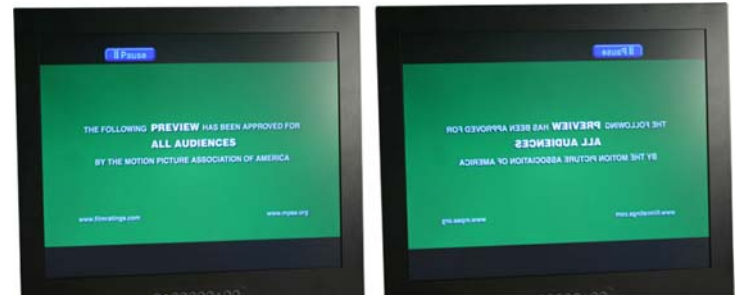 Pause
THE FOLLOWING PREVIEW HAS BEEN APPROVED FOR
ALL AUDIENCES
BY THE MOTION PICTURE ASSOCIATION OF AMERICA
www.filmratings.com www.mpaa.org
Pause
THE FOLLOWING PREVIEW HAS BEEN APPROVED FOR
ALL AUDIENCES
BY THE MOTION PICTURE ASSOCIATION OF AMERICA
www.filmratings.com www.mpaa.org